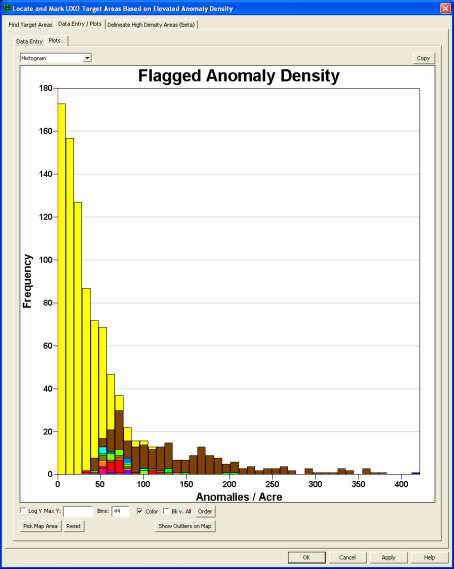 Locate and Mark UXO Target Areas Based on Elevated Anomaly Density
Find Target Areas Data Entry / Plots Delineate High Density Areas (beta)
Data Entry Plots
Histogram Copy
Flagged Anomaly Density
180
160
140
120
100
80
60
40
20
0
Frequency
0 50 100 150 200 250 300 350 400
Anomalies / Acre
Log Y Max Y: Bins: 44 Color Bk v. All Order
Pick Map Area Reset Show Outliers on Map
OK Cancel Apply Help